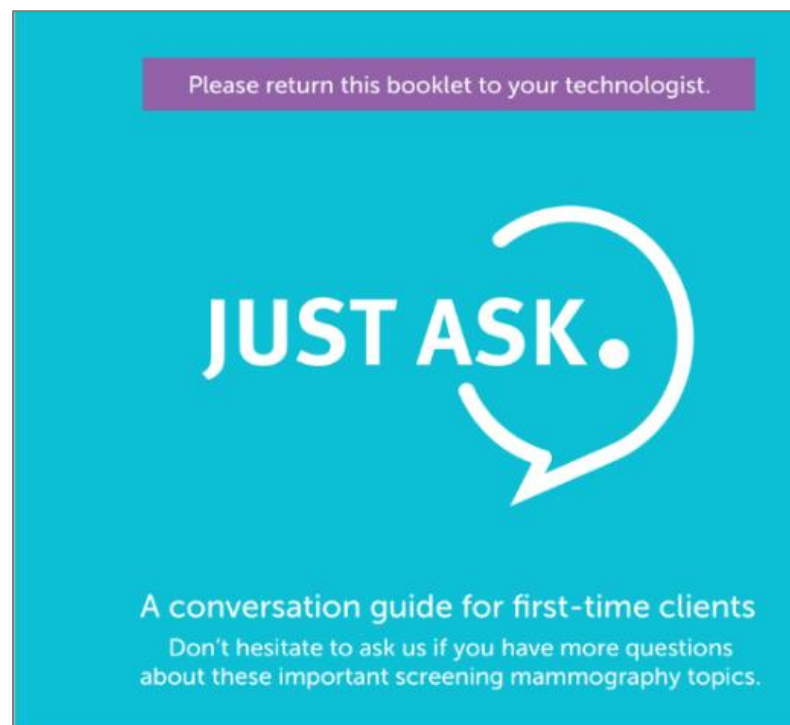 Please return this booklet to your technologist.
JUST ASK.
A conversation guide for first-time clients
Don't hesitate to ask us if you have more questions
about these important screening mammography topics.